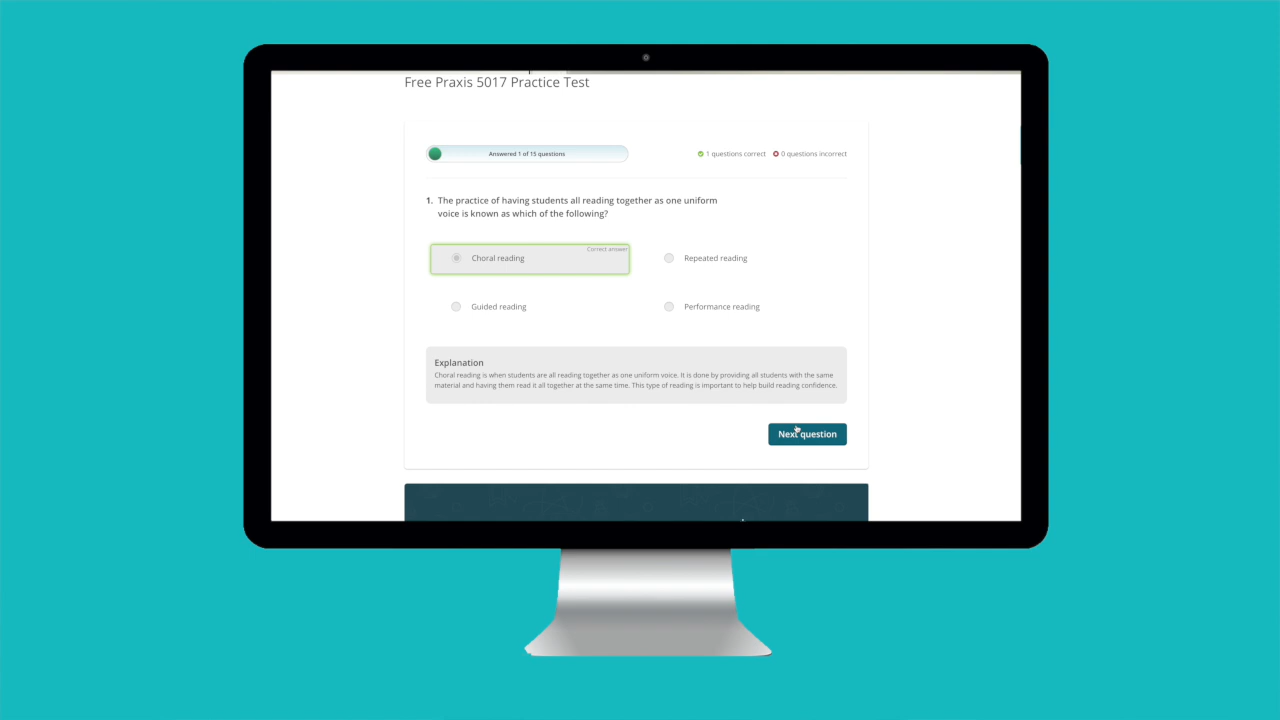 Free Praxis 5017 Practice Test
Answered 1 of 15 questions
1 questions correct
0 questions incorrect
1. The practice of having students all reading together as one uniform
voice is known as which of the following?
Correct answer
Choral reading
Repeated reading
Guided reading
Performance reading
Explanation
Choral reading is when students are all reading together as one uniform voice. It is done by providing all students with the same
material and having them read it all together at the same time. This type of reading is important to help build reading confidence.
Next question